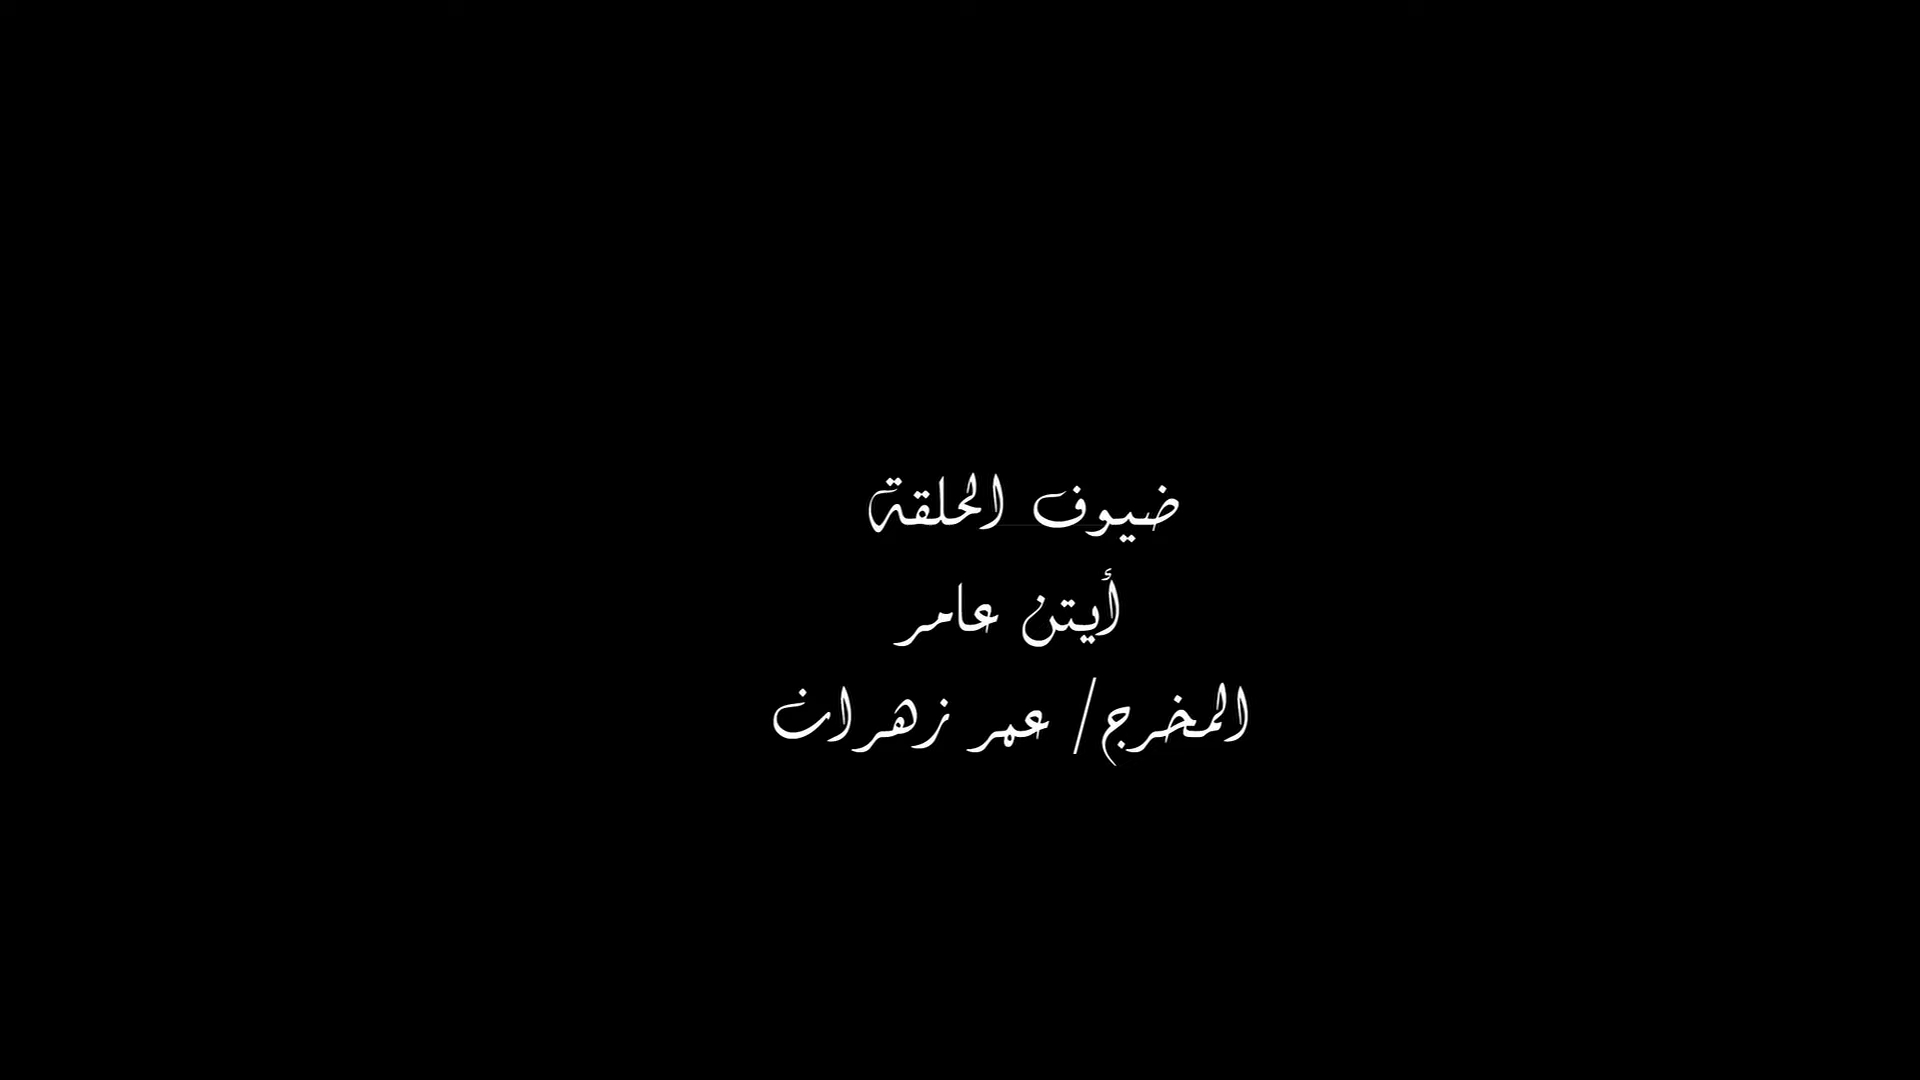 ضيوف الحلقة
أيتن عامر
المخرج/ عمر زهران